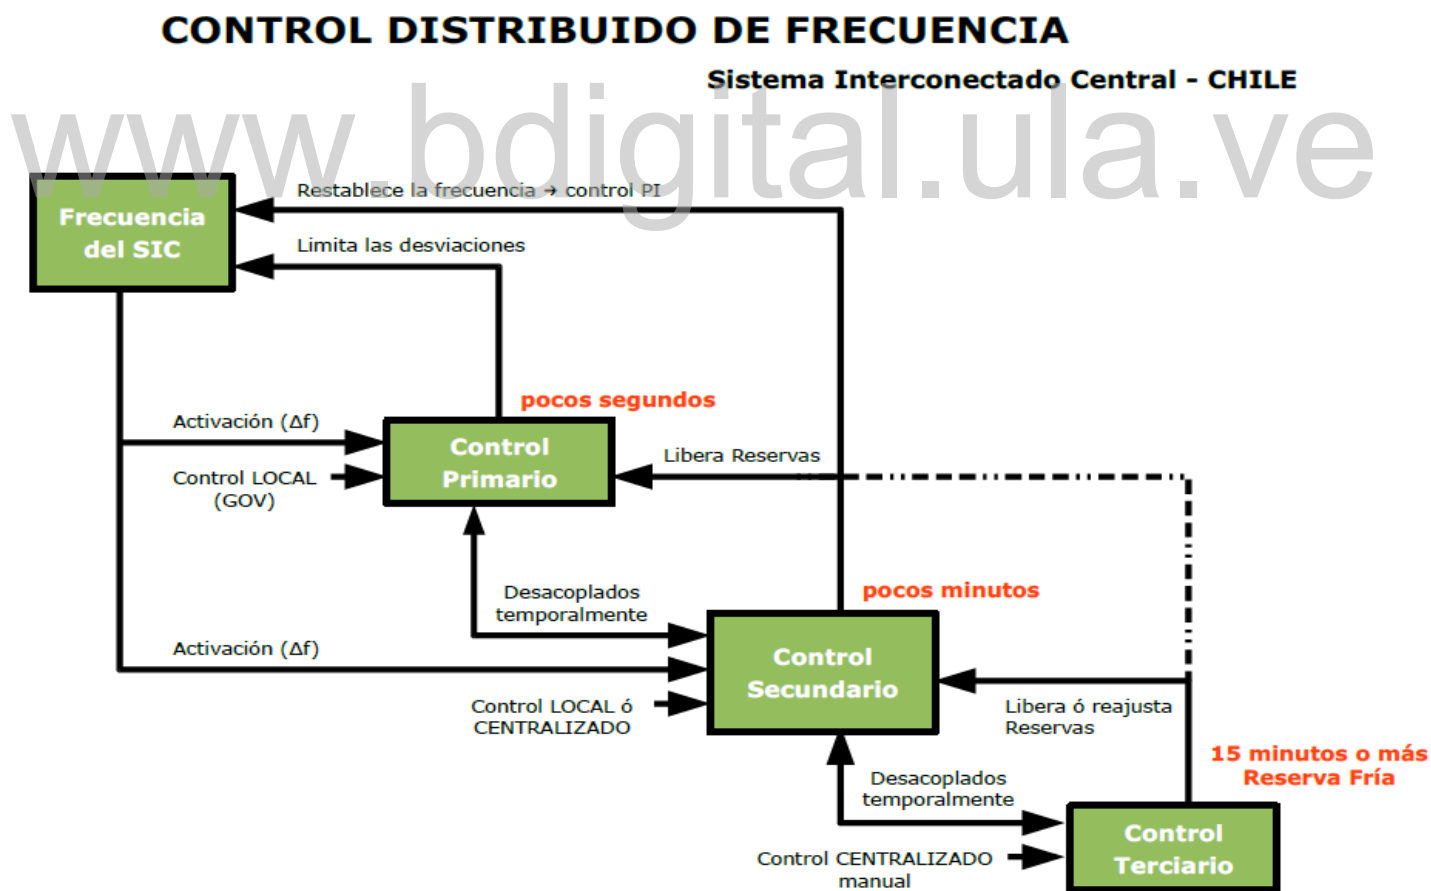 CONTROL DISTRIBUIDO DE FRECUENCIA
Sistema Interconectado Central - CHILE
www.bdigital.ula.ve
Restablece la frecuencia → control PI
Frecuencia
del SIC
Limita las desviaciones
pocos segundos
Activación (Δf)
Control
Primario
Libera Reservas
Control LOCAL
(GOV)
Desacoplados
temporalmente
pocos minutos
Activación (Δf)
Control
Secundario
Control LOCAL ó
CENTRALIZADO
Libera ó reajusta
Reservas
15 minutos o más
Reserva Fría
Desacoplados
temporalmente
Control
Terciario
Control CENTRALIZADO
manual